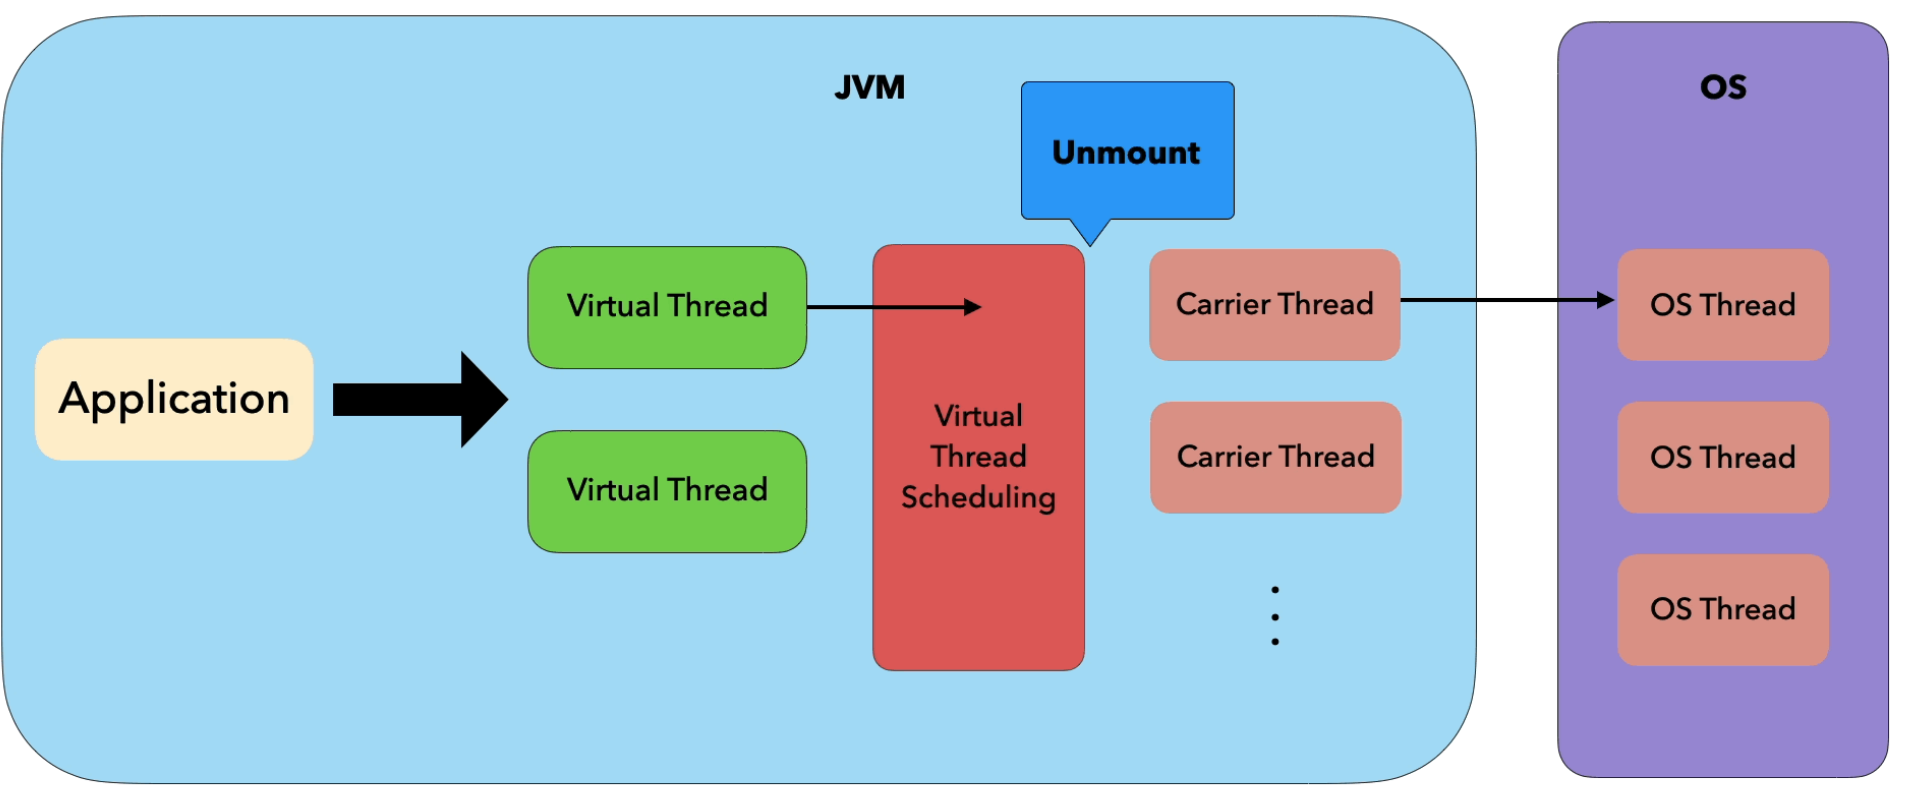 JVM
OS
Unmount
Application
Virtual Thread
Virtual Thread
Virtual
Thread
Scheduling
Carrier Thread
Carrier Thread
OS Thread
OS Thread
OS Thread